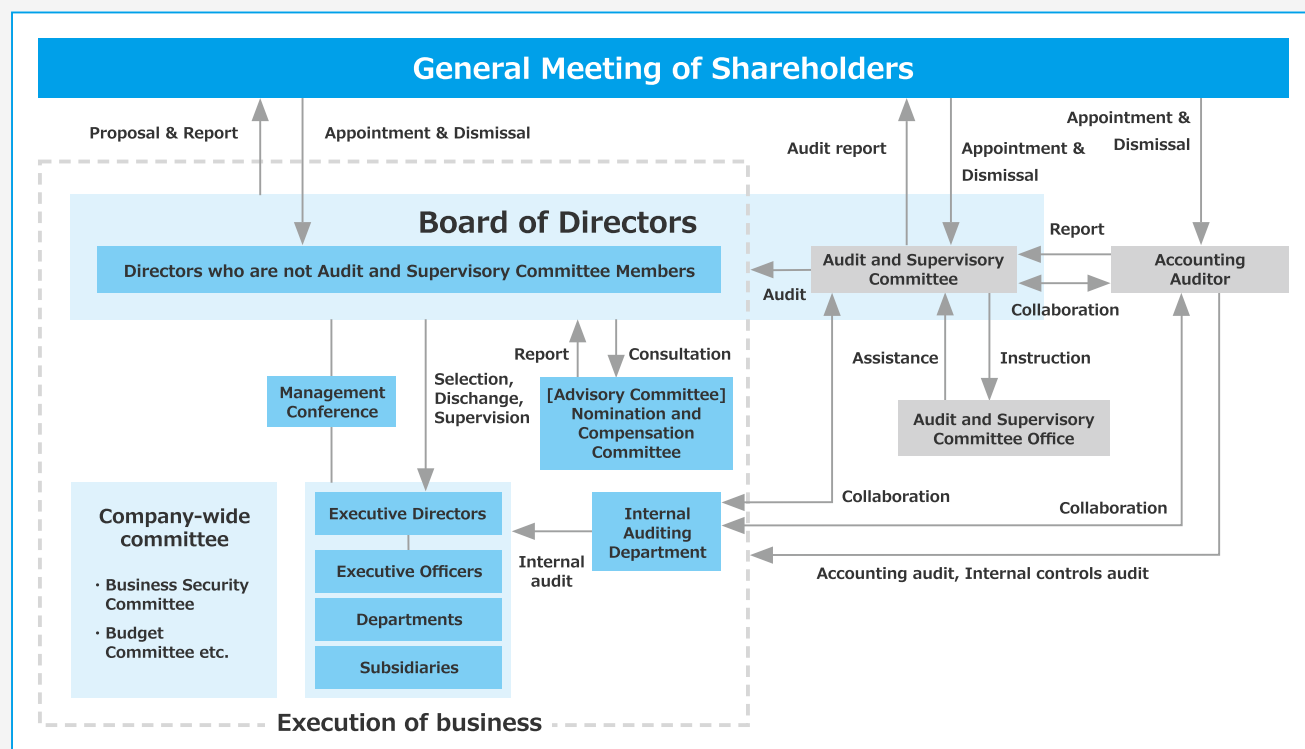 General Meeting of Shareholders
Proposal & Report
Appointment & Dismissal
Audit report
Appointment &
Dismissal
Appointment &
Dismissal
Board of Directors
Directors who are not Audit and Supervisory Committee Members
Audit
Audit and Supervisory
Committee
Report
Collaboration
Accounting
Auditor
Management
Conference
Selection,
Dischange,
Supervision
Report
Consultation
[Advisory Committee]
Nomination and
Compensation
Committee
Assistance
Instruction
Audit and Supervisory
Committee Office
Company-wide
committee
・Business Security
Committee
・Budget
Committee etc.
Executive Directors
Executive Officers
Departments
Subsidiaries
Internal
audit
Internal
Auditing
Department
Collaboration
Collaboration
Accounting audit, Internal controls audit
Execution of business